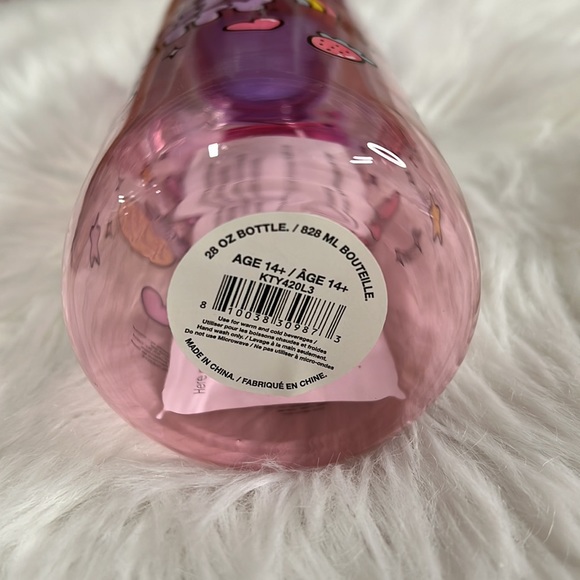 28 OZ BOTTLE. / 828 ML BOUTEILLE.
AGE 14+ / ÂGE 14+
KTY420L3
8 10038 30987 3
Use for warm and cold beverages /
Utiliser pour les boissons chaudes et froides
Hand wash only. / Lavage à la main seulement.
Do not use Microwave / Ne pas utiliser à micro-ondes
MADE IN CHINA. / FABRIQUÉ EN CHINE.
Here